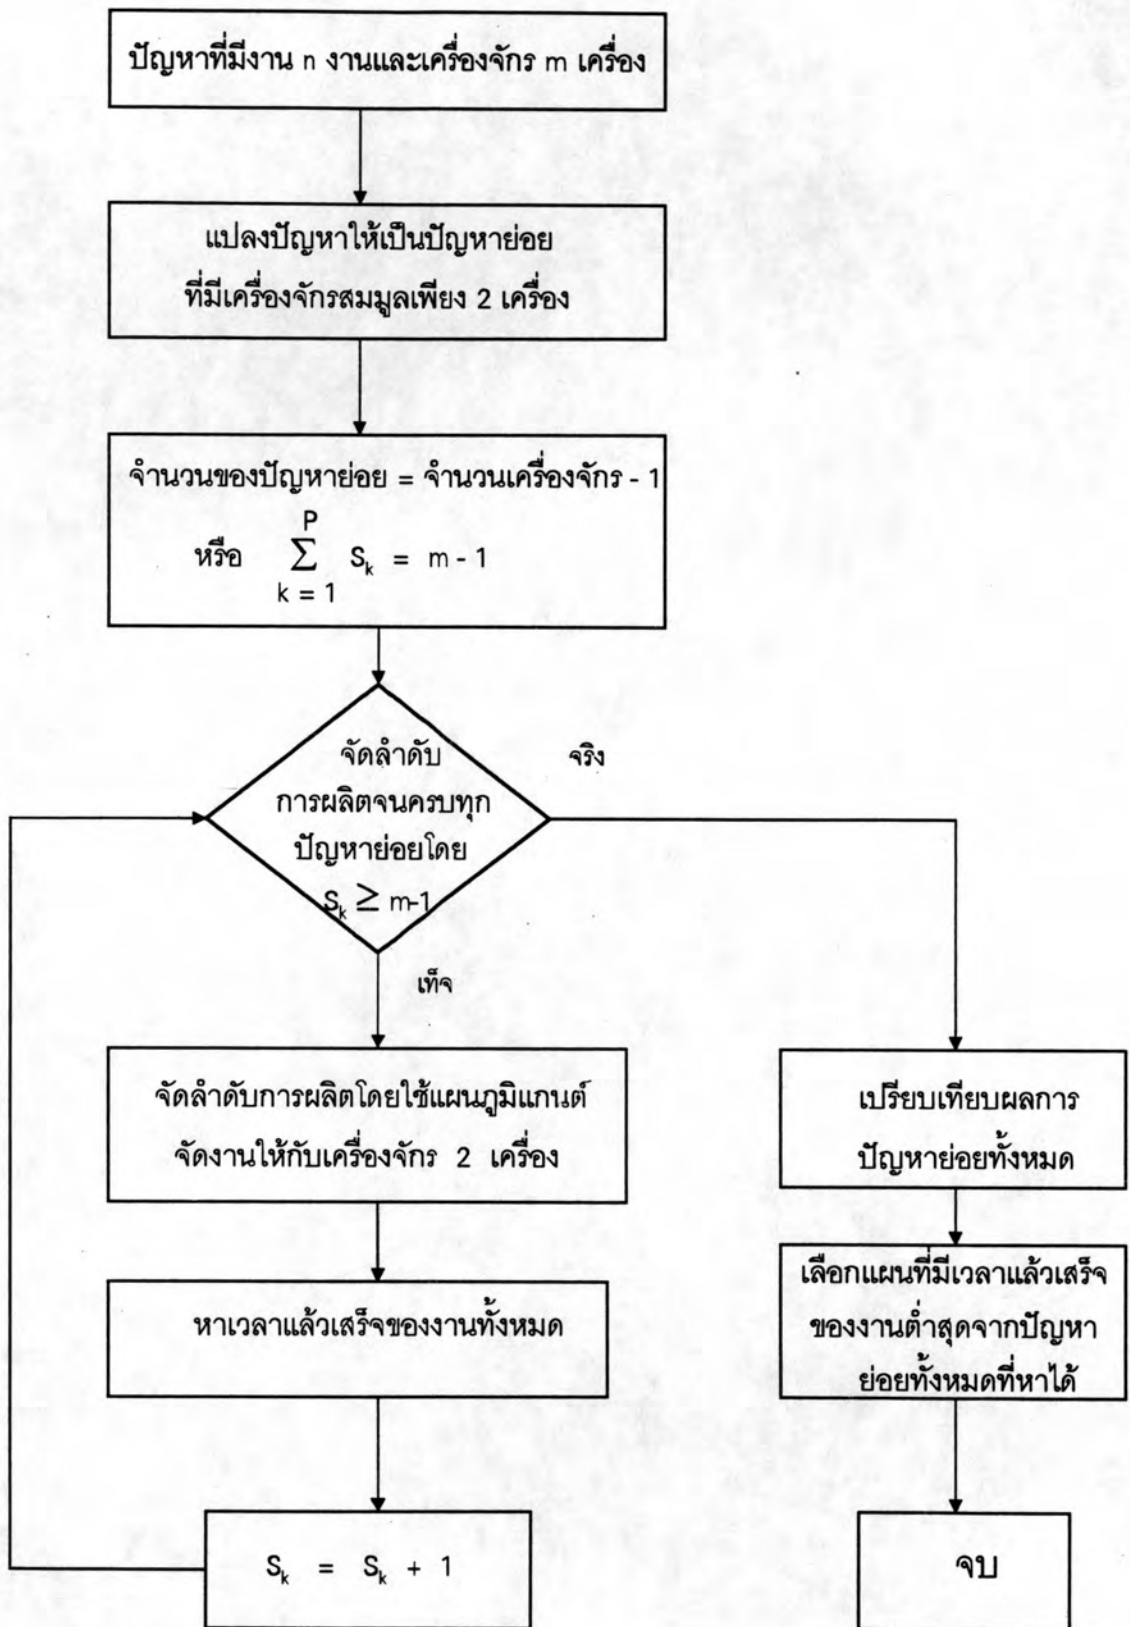 ปัญหาที่มีงาน n งานและเครื่องจักร m เครื่อง
แปลงปัญหาให้เป็นปัญหาย่อย
ที่มีเครื่องจักรสมมูลเพียง 2 เครื่อง
จำนวนของปัญหาย่อย = จำนวนเครื่องจักร - 1
P
หรือ Σ Sₖ = m - 1
k = 1
จัดลำดับ
การผลิตจนครบทุก
ปัญหาย่อยโดย
Sₖ ≥ m-1
จริง
เท็จ
จัดลำดับการผลิตโดยใช้แผนภูมิแกนต์
จัดงานให้กับเครื่องจักร 2 เครื่อง
หาเวลาแล้วเสร็จของงานทั้งหมด
Sₖ = Sₖ + 1
เปรียบเทียบผลการ
ปัญหาย่อยทั้งหมด
เลือกแผนที่มีเวลาแล้วเสร็จ
ของงานต่ำสุดจากปัญหา
ย่อยทั้งหมดที่หาได้
จบ